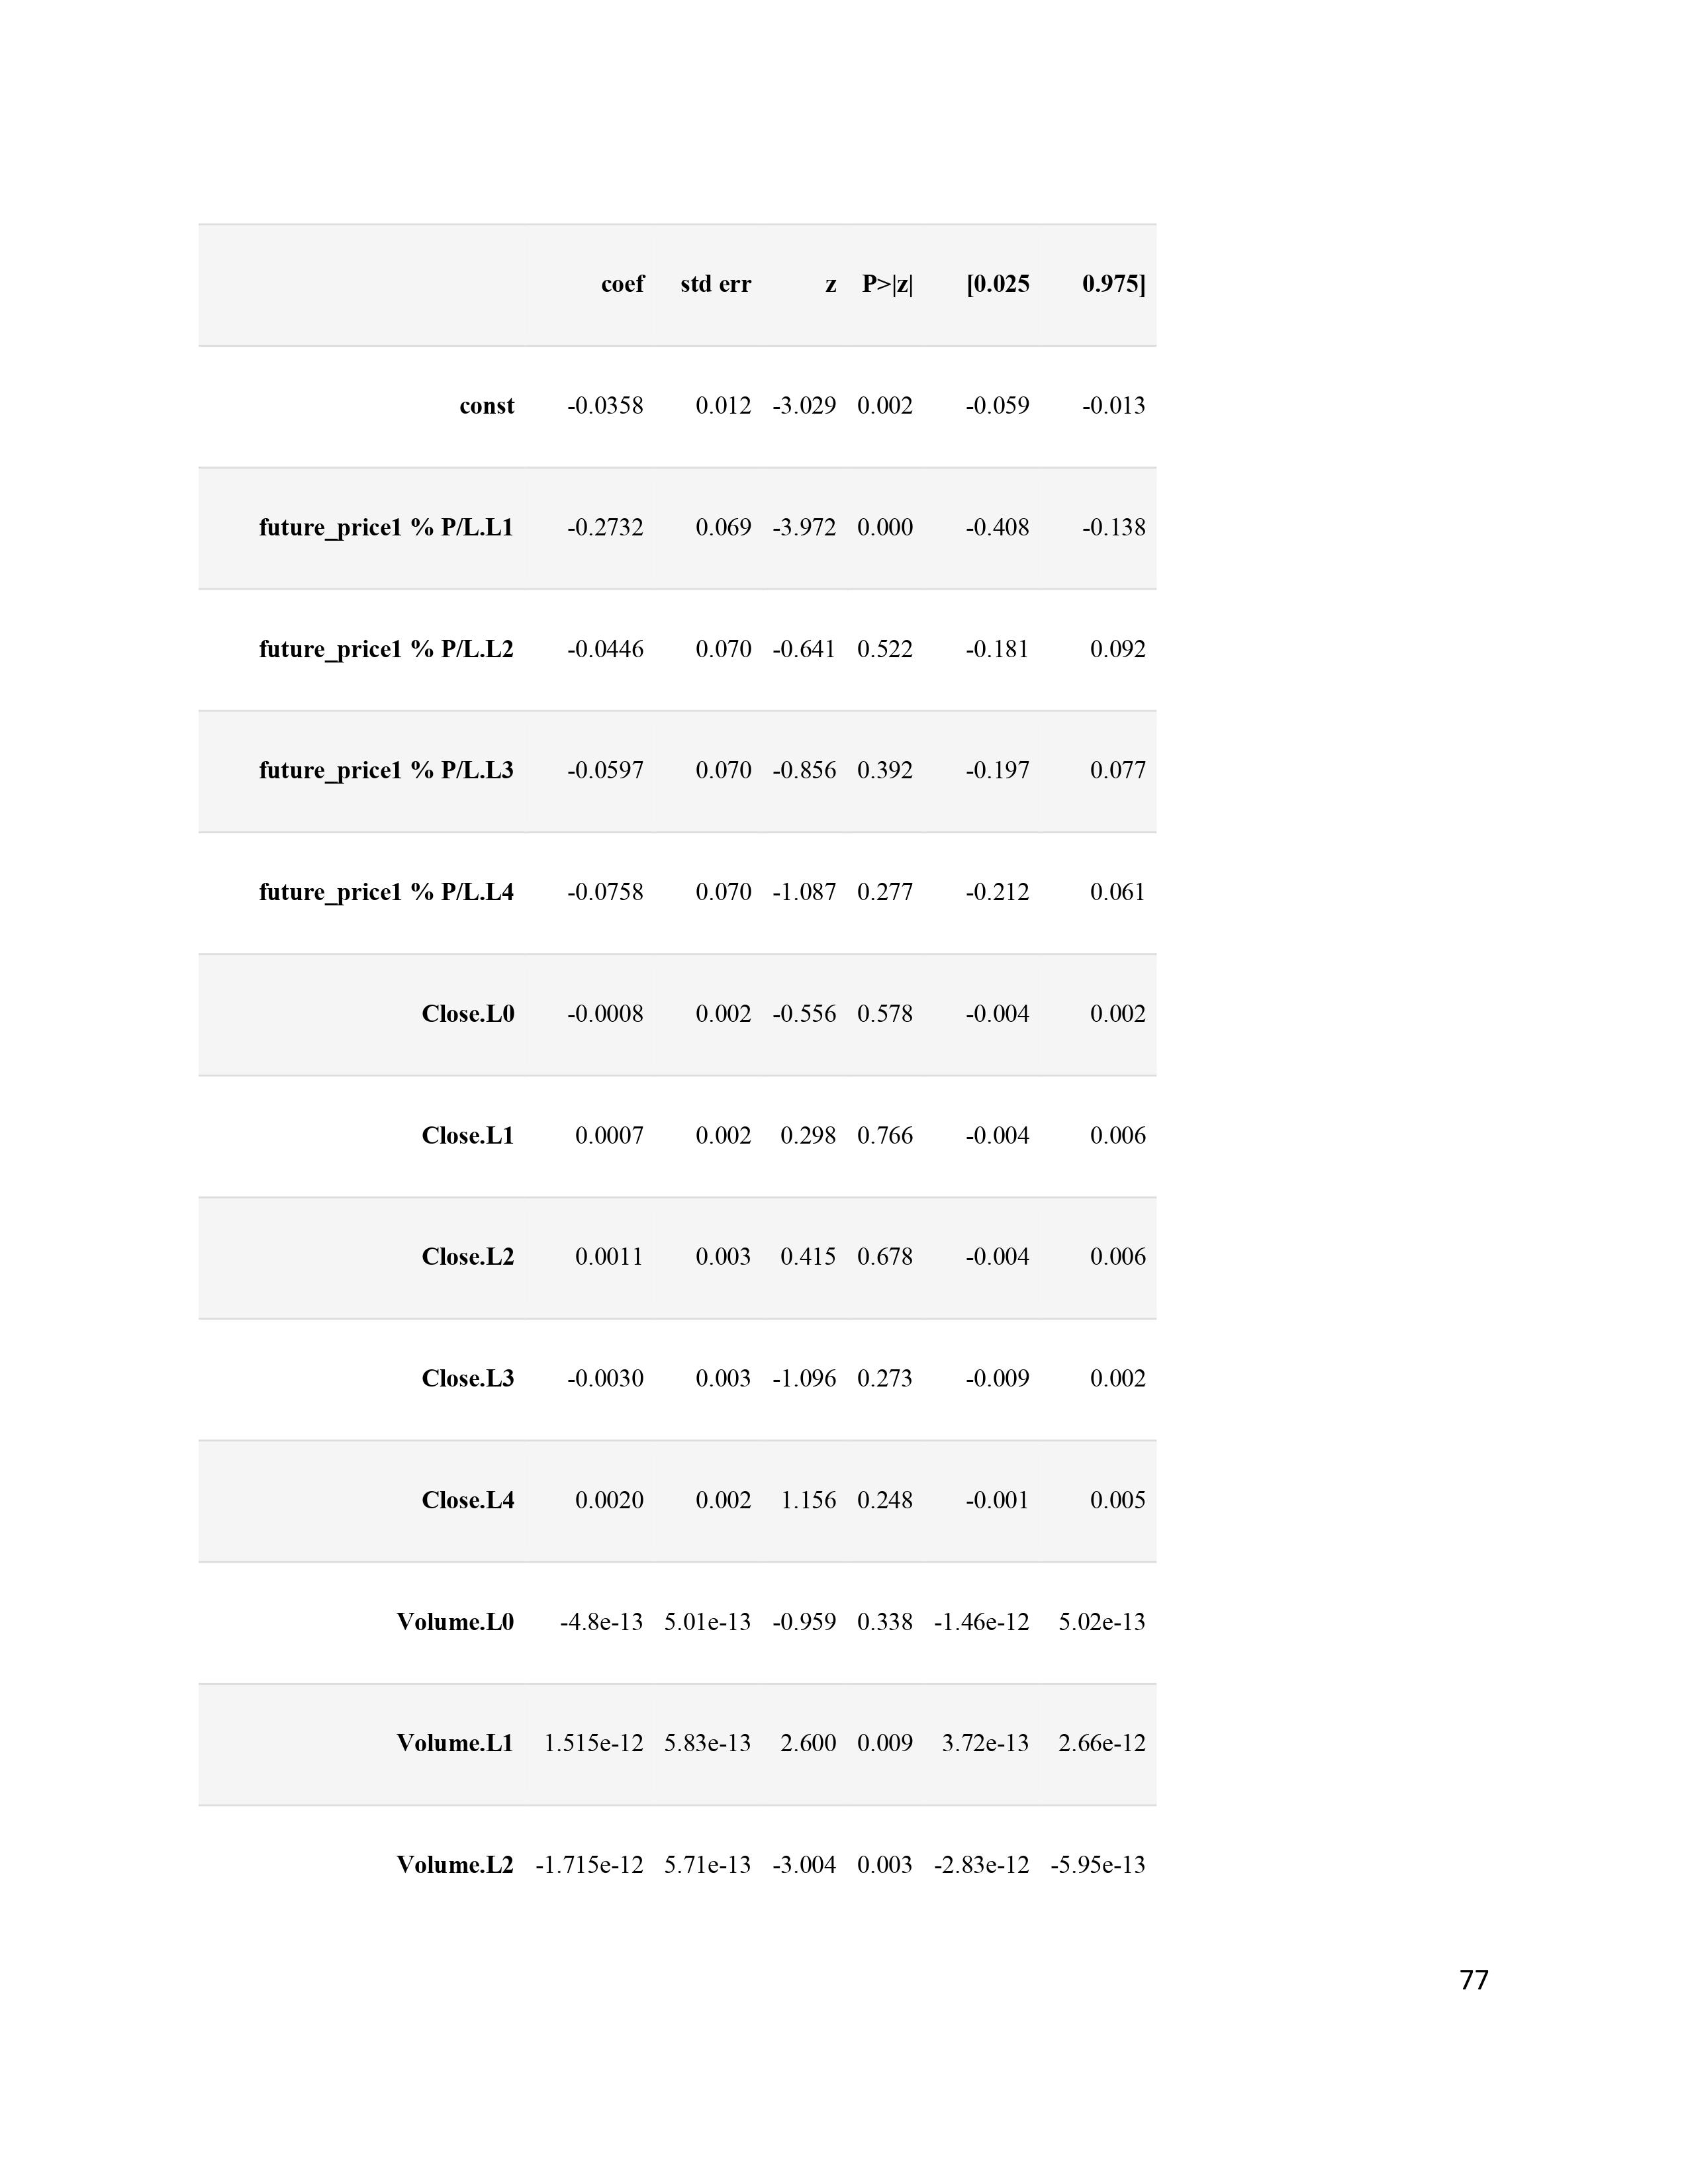 coef std err z P>|z| [0.025 0.975]
const -0.0358 0.012 -3.029 0.002 -0.059 -0.013
future_price1 % P/L.L1 -0.2732 0.069 -3.972 0.000 -0.408 -0.138
future_price1 % P/L.L2 -0.0446 0.070 -0.641 0.522 -0.181 0.092
future_price1 % P/L.L3 -0.0597 0.070 -0.856 0.392 -0.197 0.077
future_price1 % P/L.L4 -0.0758 0.070 -1.087 0.277 -0.212 0.061
Close.L0 -0.0008 0.002 -0.556 0.578 -0.004 0.002
Close.L1 0.0007 0.002 0.298 0.766 -0.004 0.006
Close.L2 0.0011 0.003 0.415 0.678 -0.004 0.006
Close.L3 -0.0030 0.003 -1.096 0.273 -0.009 0.002
Close.L4 0.0020 0.002 1.156 0.248 -0.001 0.005
Volume.L0 -4.8e-13 5.01e-13 -0.959 0.338 -1.46e-12 5.02e-13
Volume.L1 1.515e-12 5.83e-13 2.600 0.009 3.72e-13 2.66e-12
Volume.L2 -1.715e-12 5.71e-13 -3.004 0.003 -2.83e-12 -5.95e-13
77